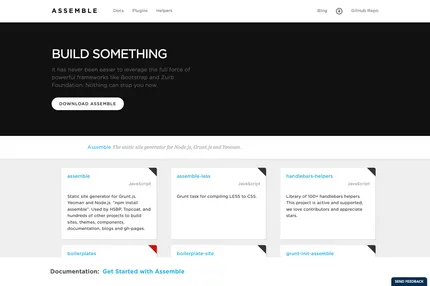 ASSEMBLE Docs Plugins Helpers Blog GitHub Repo
BUILD SOMETHING
It has never been easier to leverage the full force of
powerful frameworks like Bootstrap and Zurb
Foundation. Nothing can stop you now.
DOWNLOAD ASSEMBLE
Assemble The static site generator for Node.js, Grunt.js and Yeoman.
assemble
JavaScript
Static site generator for Grunt.js,
Yeoman and Node.js. "npm install
assemble". Used by H5BP, Topcoat, and
hundreds of other projects to build
sites, themes, components,
documentation, blogs and gh-pages.
assemble-less
JavaScript
Grunt task for compiling LESS to CSS.
handlebars-helpers
JavaScript
Library of 100+ handlebars helpers
This project is active and supported;
we love contributors and appreciate
stars.
boilerplates
boilerplate-site
grunt-init-assemble
Documentation: Get Started with Assemble
SEND FEEDBACK